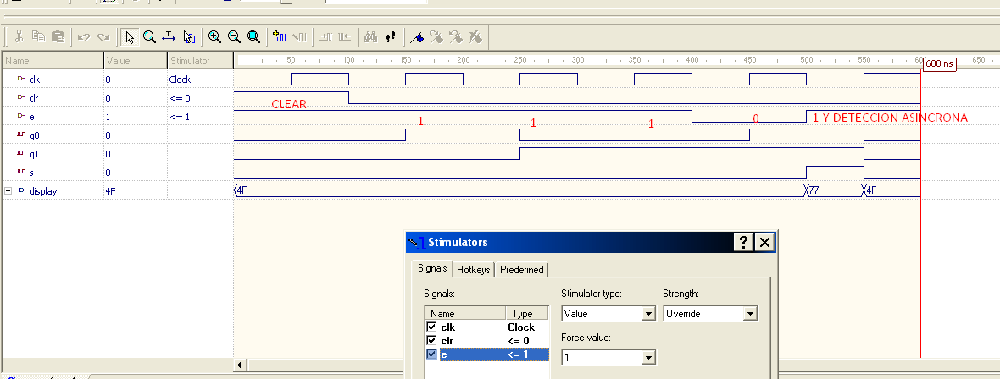 Name Value Stimulator 50 100 150 200 250 300 350 400 450 500 550 600 650
600 ns
clk 0 Clock
clr 0 <= 0
CLEAR
e 1 <= 1
1 1 1 0 1 Y DETECCION ASINCRONA
q0 0
q1 0
s 0
display 4F 4F 77 4F
Stimulators
Signals Hotkeys Predefined
Signals: Stimulator type: Strength:
Name Type Value Override
clk Clock
clr <= 0 Force value:
e <= 1 1